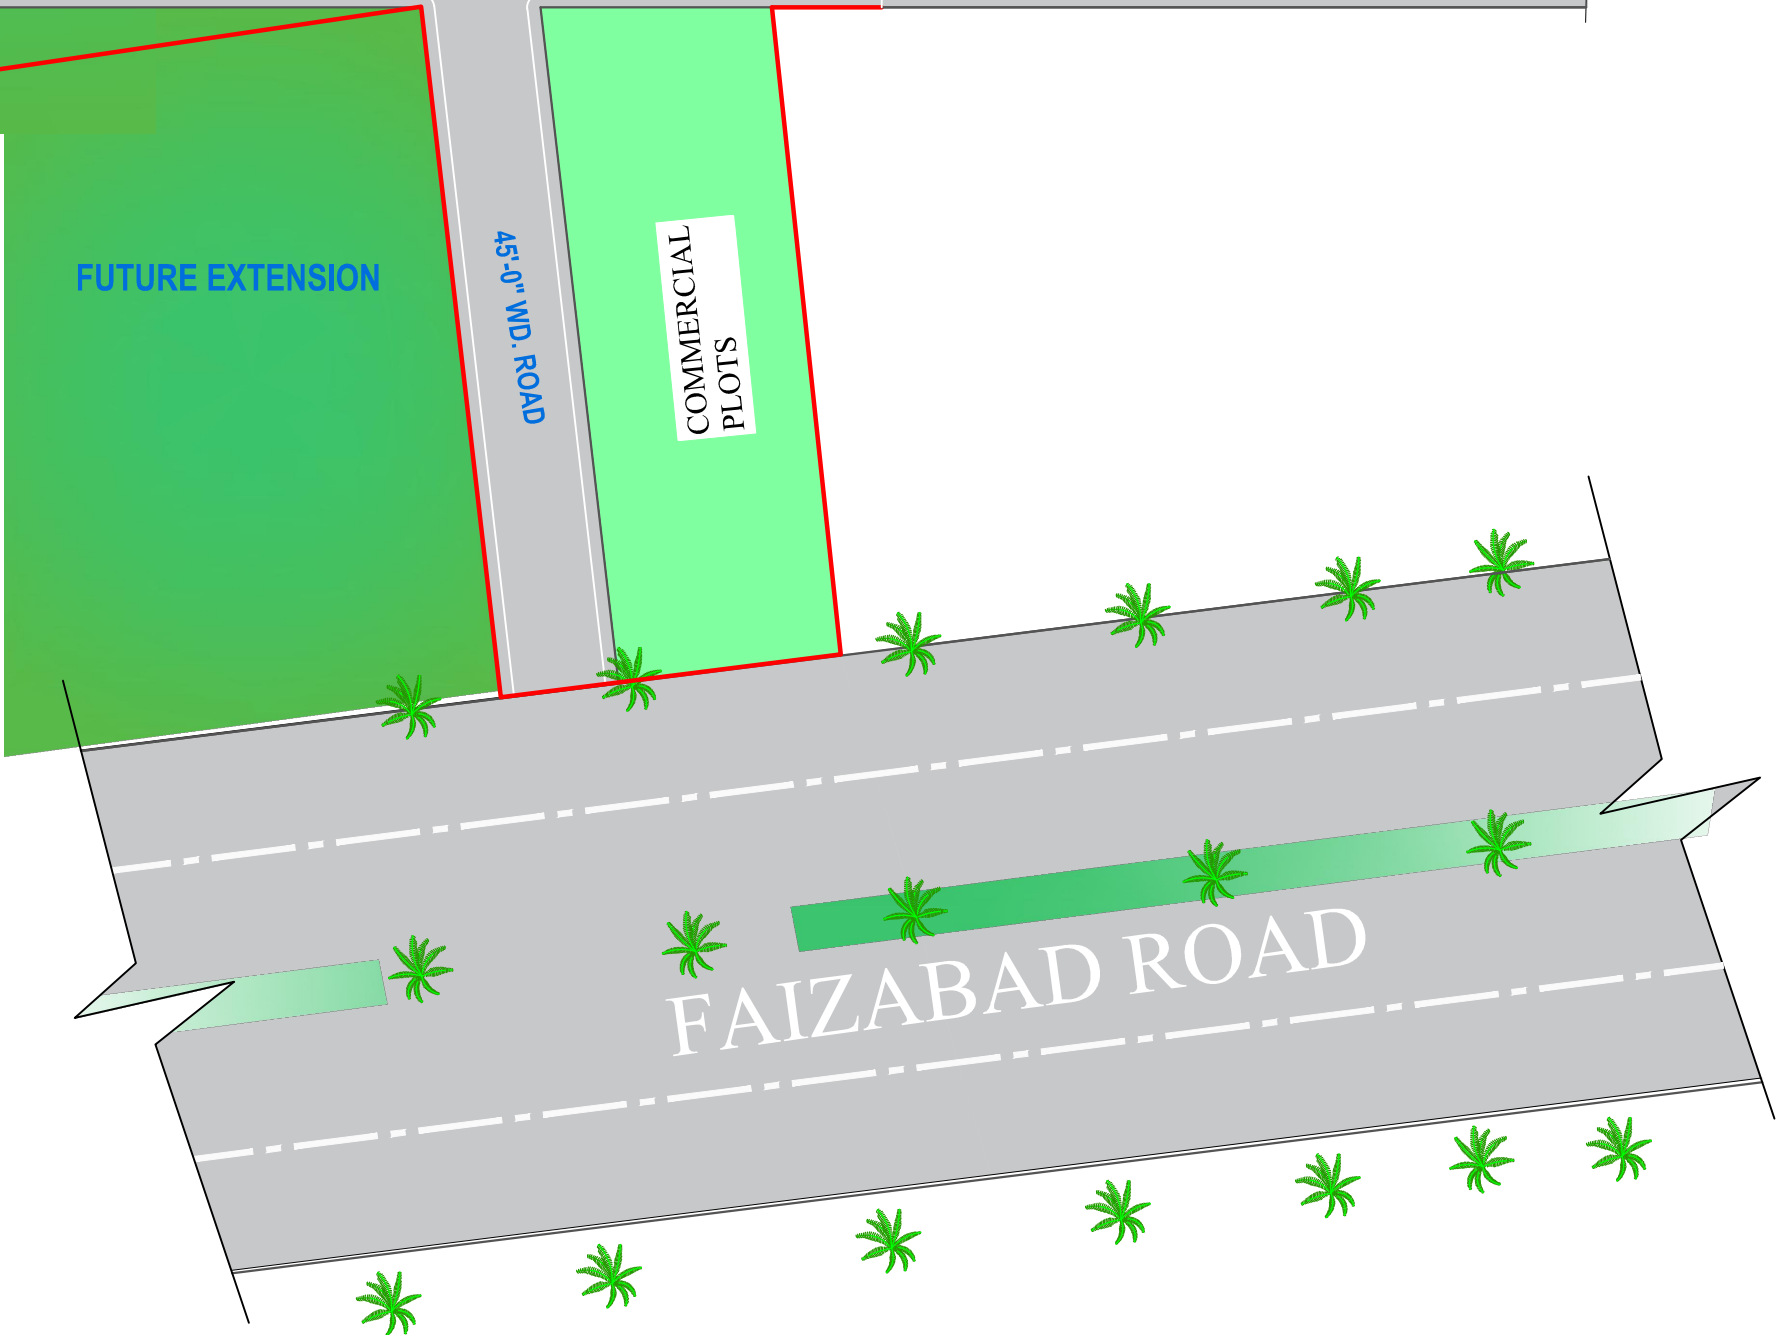 FUTURE EXTENSION
45'-0" WD. ROAD
COMMERCIAL
PLOTS
FAIZABAD ROAD